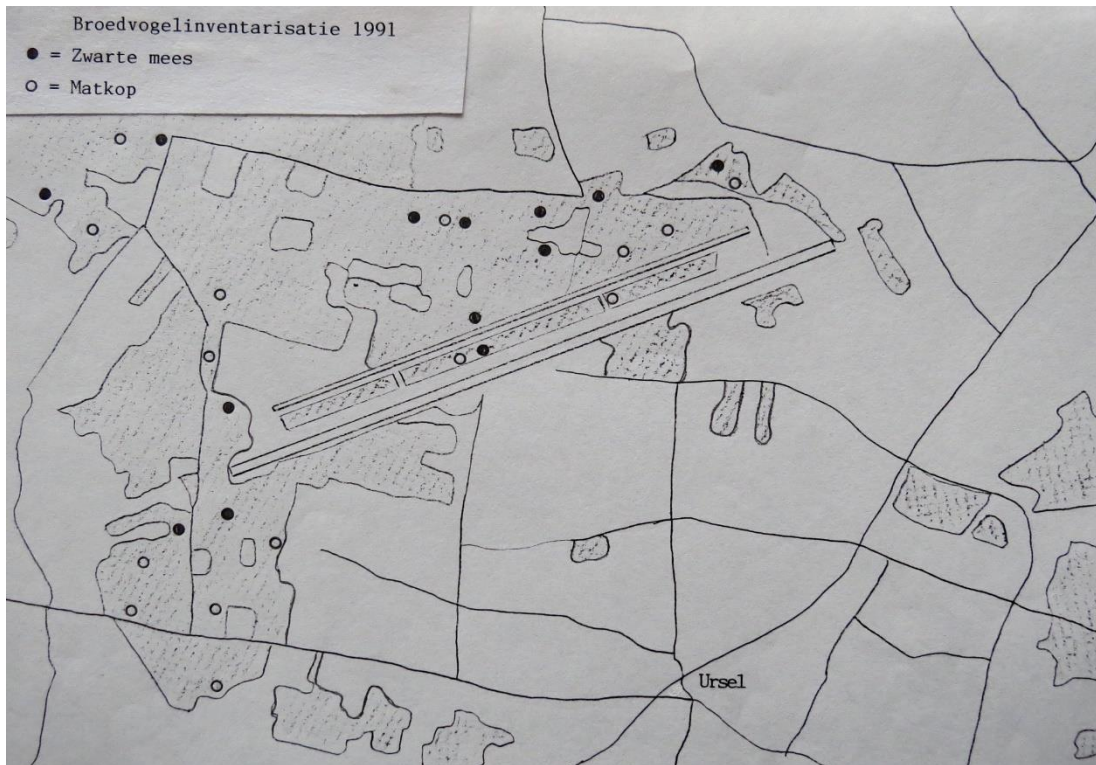 Broedvogelinventarisatie 1991
● = Zwarte mees
○ = Matkop
Ursel